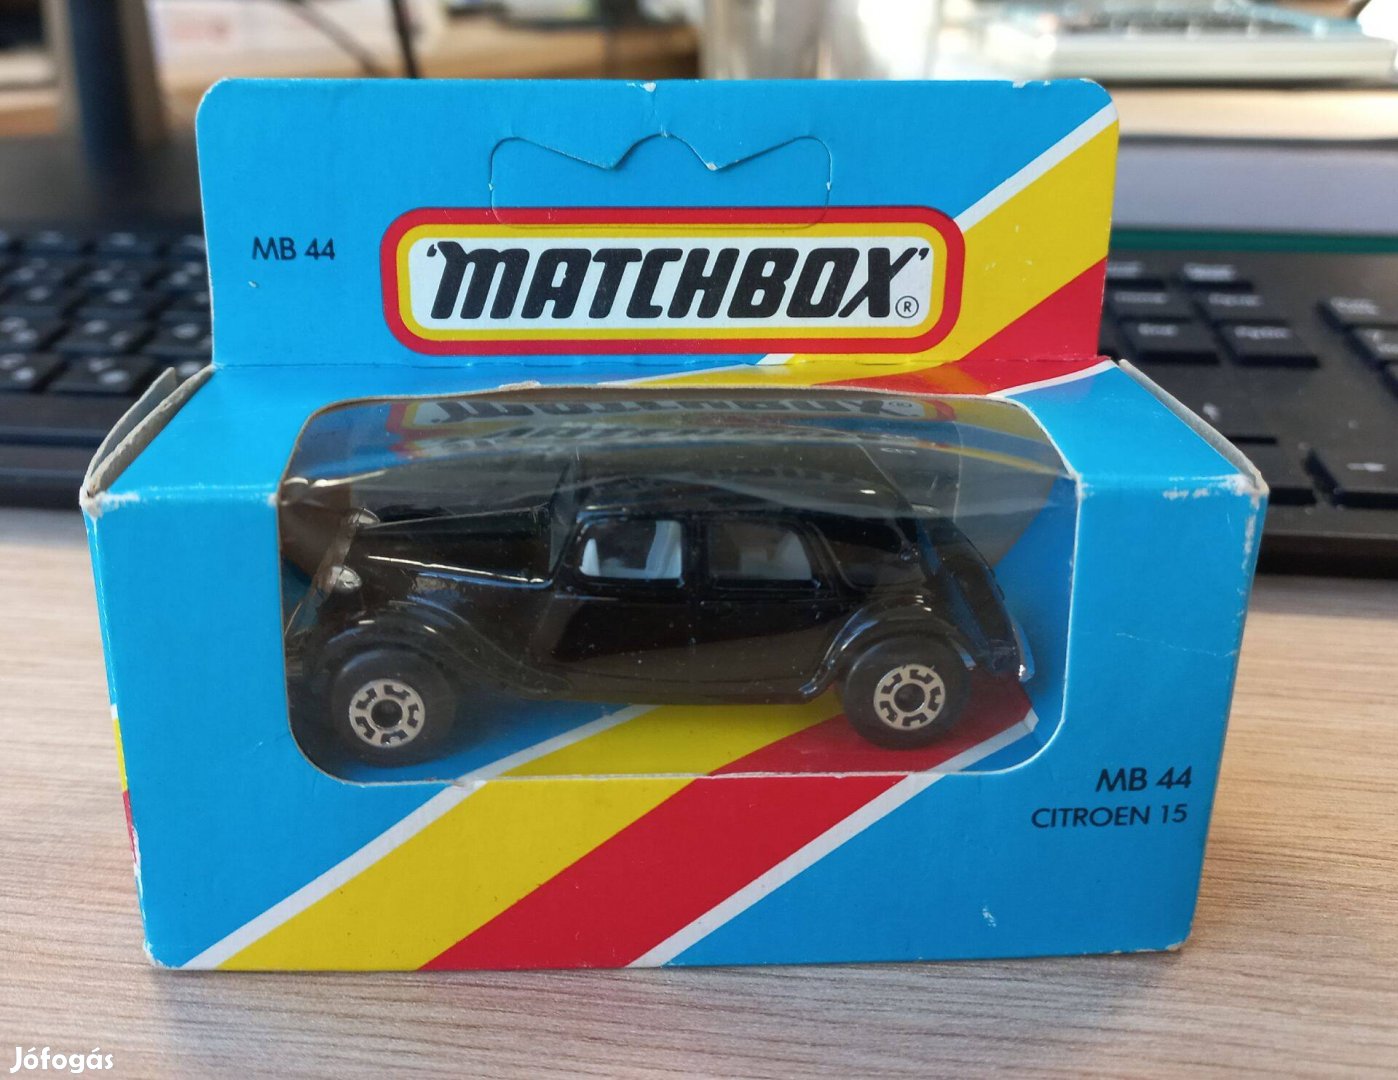 MB 44
'MATCHBOX' ®
MB 44
CITROEN 15
Jófogás